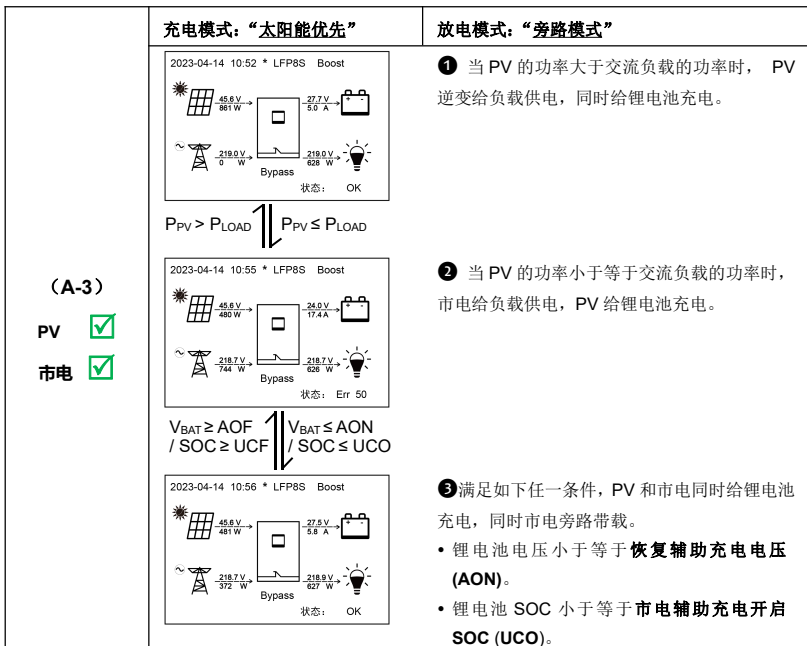 充电模式：“太阳能优先”
放电模式：“旁路模式”
（A-3）
PV
市电
2023-04-14 10:52 * LFP8S Boost
45.6 V
861 W
27.7 V
5.0 A
219.0 V
0 W
219.0 V
628 W
Bypass
状态： OK
❶ 当 PV 的功率大于交流负载的功率时， PV
逆变给负载供电，同时给锂电池充电。
PPV > PLOAD
PPV ≤ PLOAD
2023-04-14 10:55 * LFP8S Boost
45.6 V
480 W
24.0 V
17.4 A
218.7 V
744 W
218.7 V
626 W
Bypass
状态： Err 50
❷ 当 PV 的功率小于等于交流负载的功率时，
市电给负载供电，PV 给锂电池充电。
VBAT ≥ AOF
/ SOC ≥ UCF
VBAT ≤ AON
/ SOC ≤ UCO
2023-04-14 10:56 * LFP8S Boost
45.6 V
481 W
27.5 V
5.8 A
218.7 V
372 W
218.9 V
627 W
Bypass
状态： OK
❸满足如下任一条件，PV 和市电同时给锂电池
充电，同时市电旁路带载。
• 锂电池电压小于等于恢复辅助充电电压
(AON)。
• 锂电池 SOC 小于等于市电辅助充电开启
SOC (UCO)。